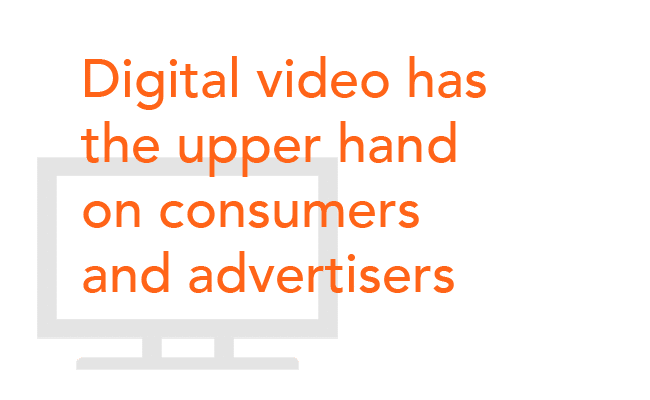 Digital video has
the upper hand
on consumers
and advertisers